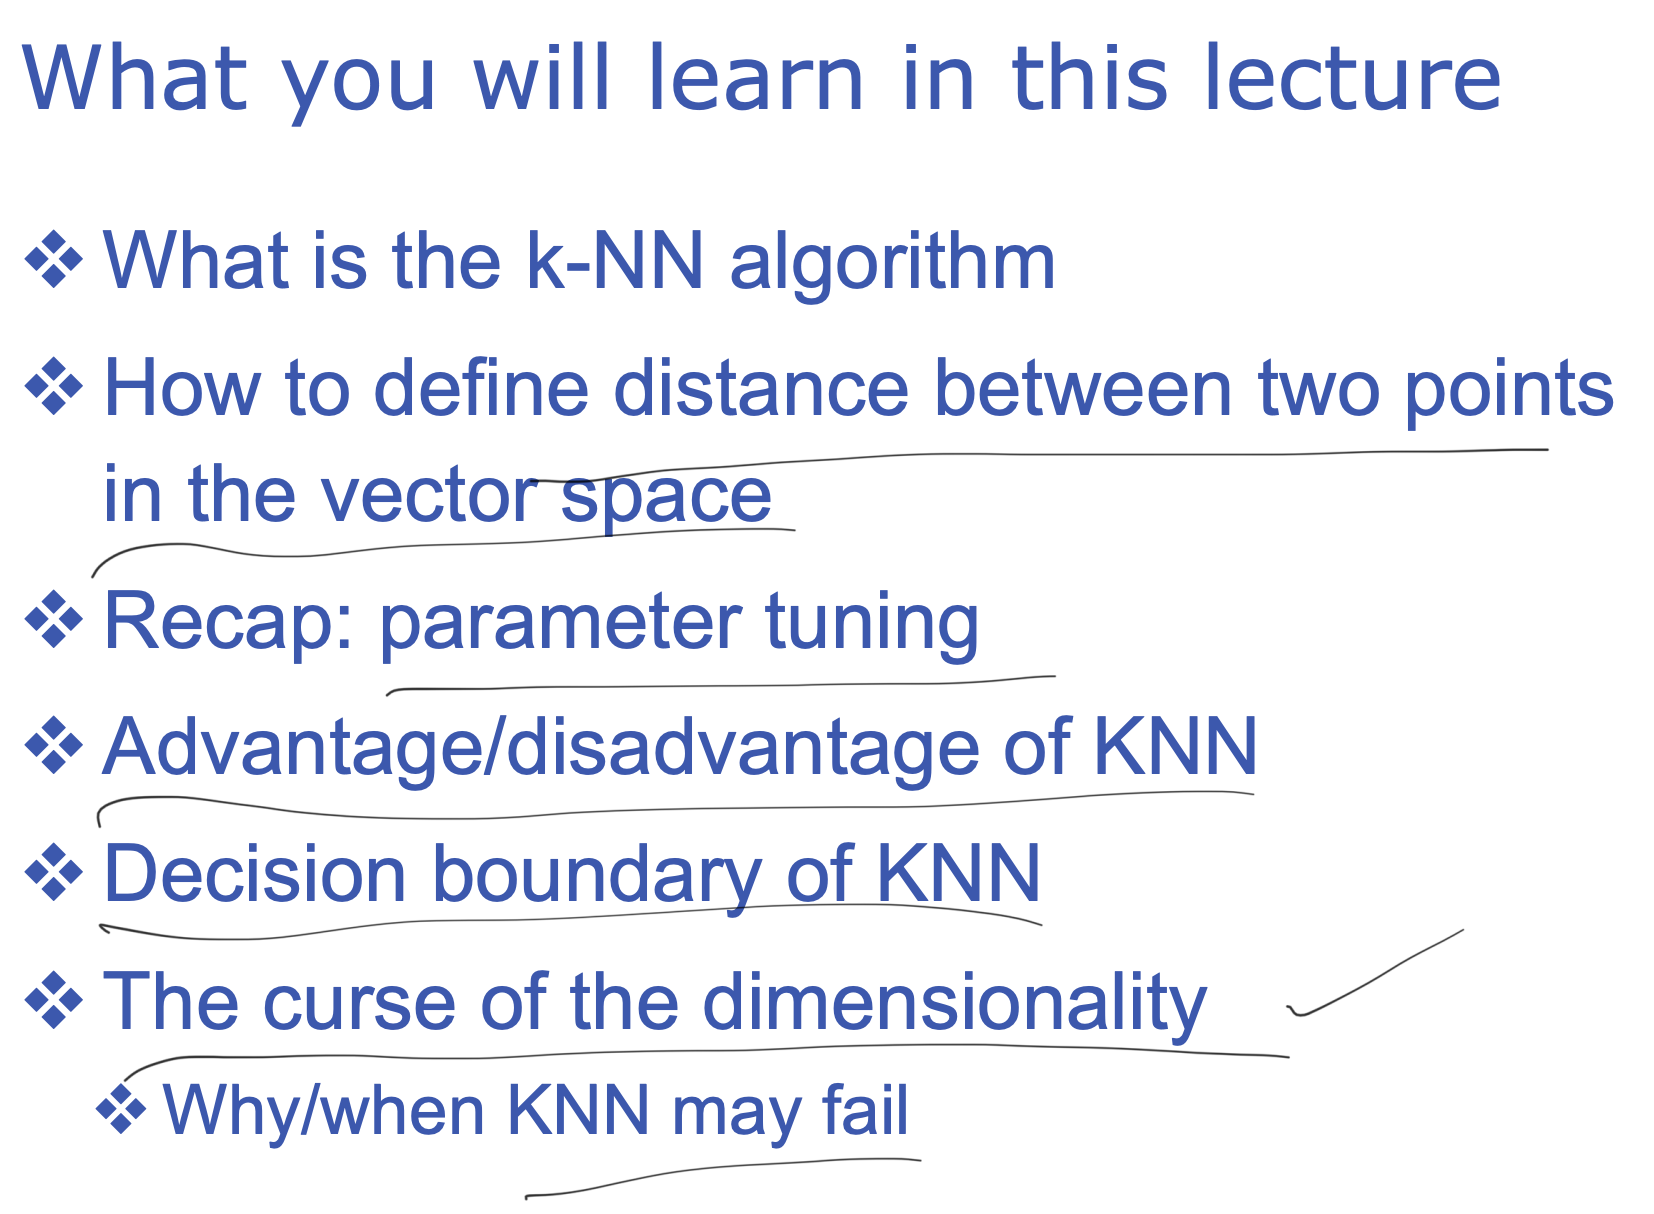 What you will learn in this lecture
❖ What is the k-NN algorithm
❖ How to define distance between two points
in the vector space
❖ Recap: parameter tuning
❖ Advantage/disadvantage of KNN
❖ Decision boundary of KNN
❖ The curse of the dimensionality
❖ Why/when KNN may fail